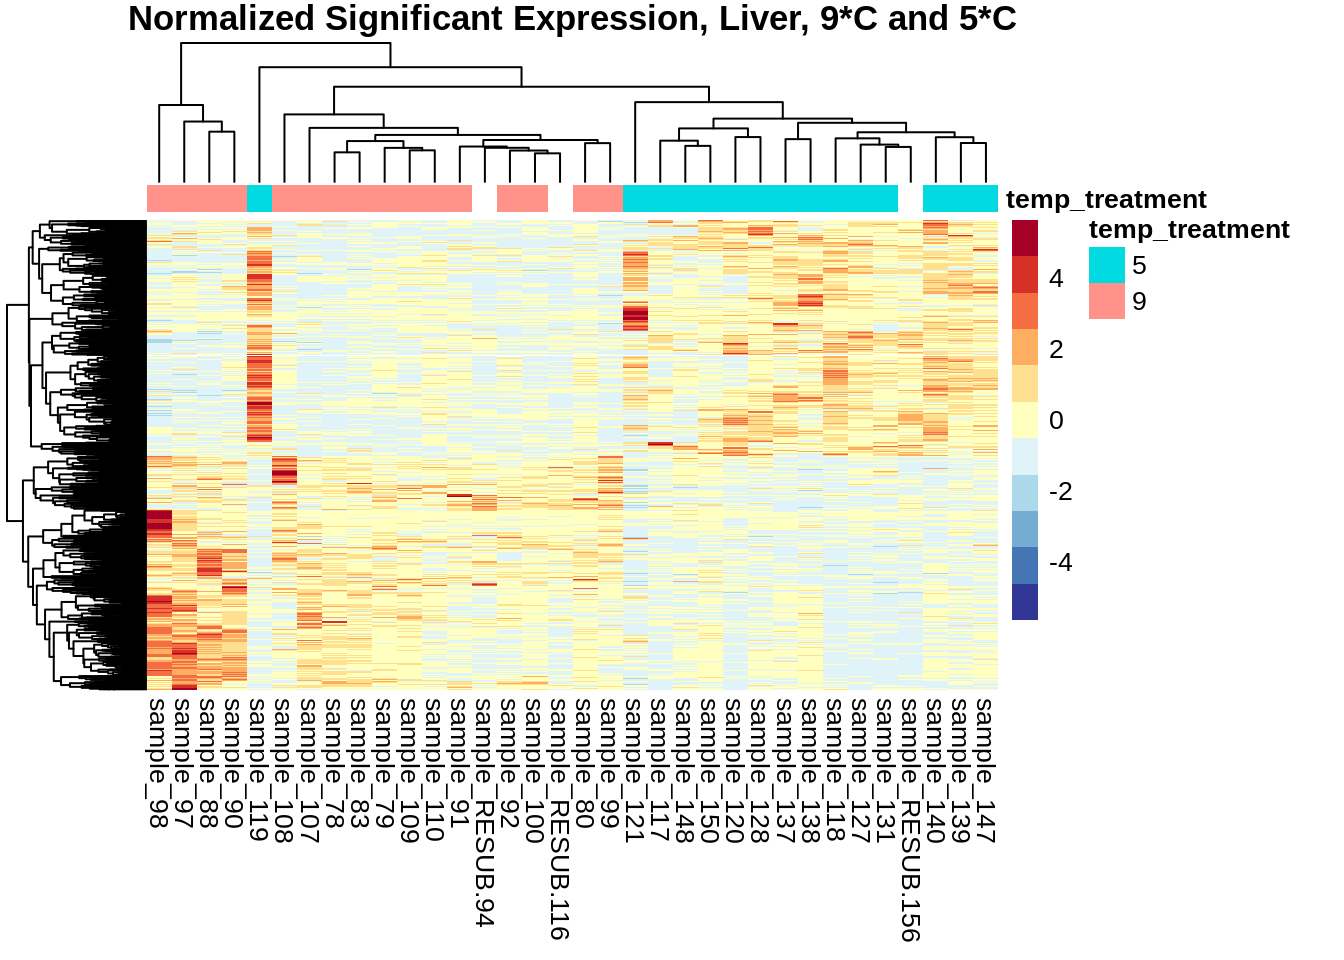 Normalized Significant Expression, Liver, 9*C and 5*C
temp_treatment
temp_treatment
5
9
4
2
0
-2
-4
sample_98
sample_97
sample_88
sample_90
sample_119
sample_108
sample_107
sample_78
sample_83
sample_79
sample_109
sample_110
sample_91
sample_RESUB.94
sample_92
sample_100
sample_RESUB.116
sample_80
sample_99
sample_121
sample_117
sample_148
sample_150
sample_120
sample_128
sample_137
sample_138
sample_118
sample_127
sample_131
sample_RESUB.156
sample_140
sample_139
sample_147